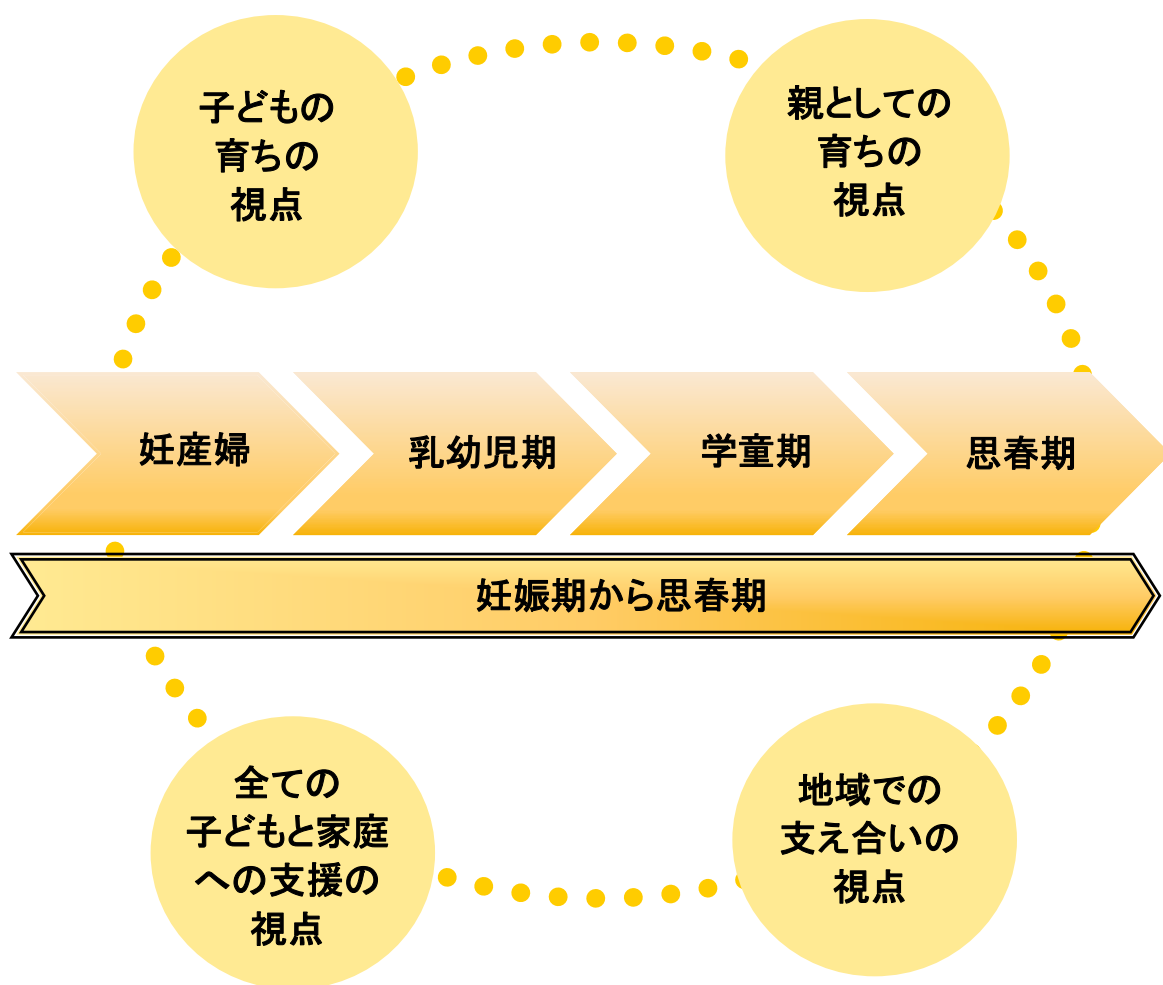 子どもの
育ちの
視点
親としての
育ちの
視点
妊産婦
乳幼児期
学童期
思春期
妊娠期から思春期
全ての
子どもと家庭
への支援の
視点
地域での
支え合いの
視点